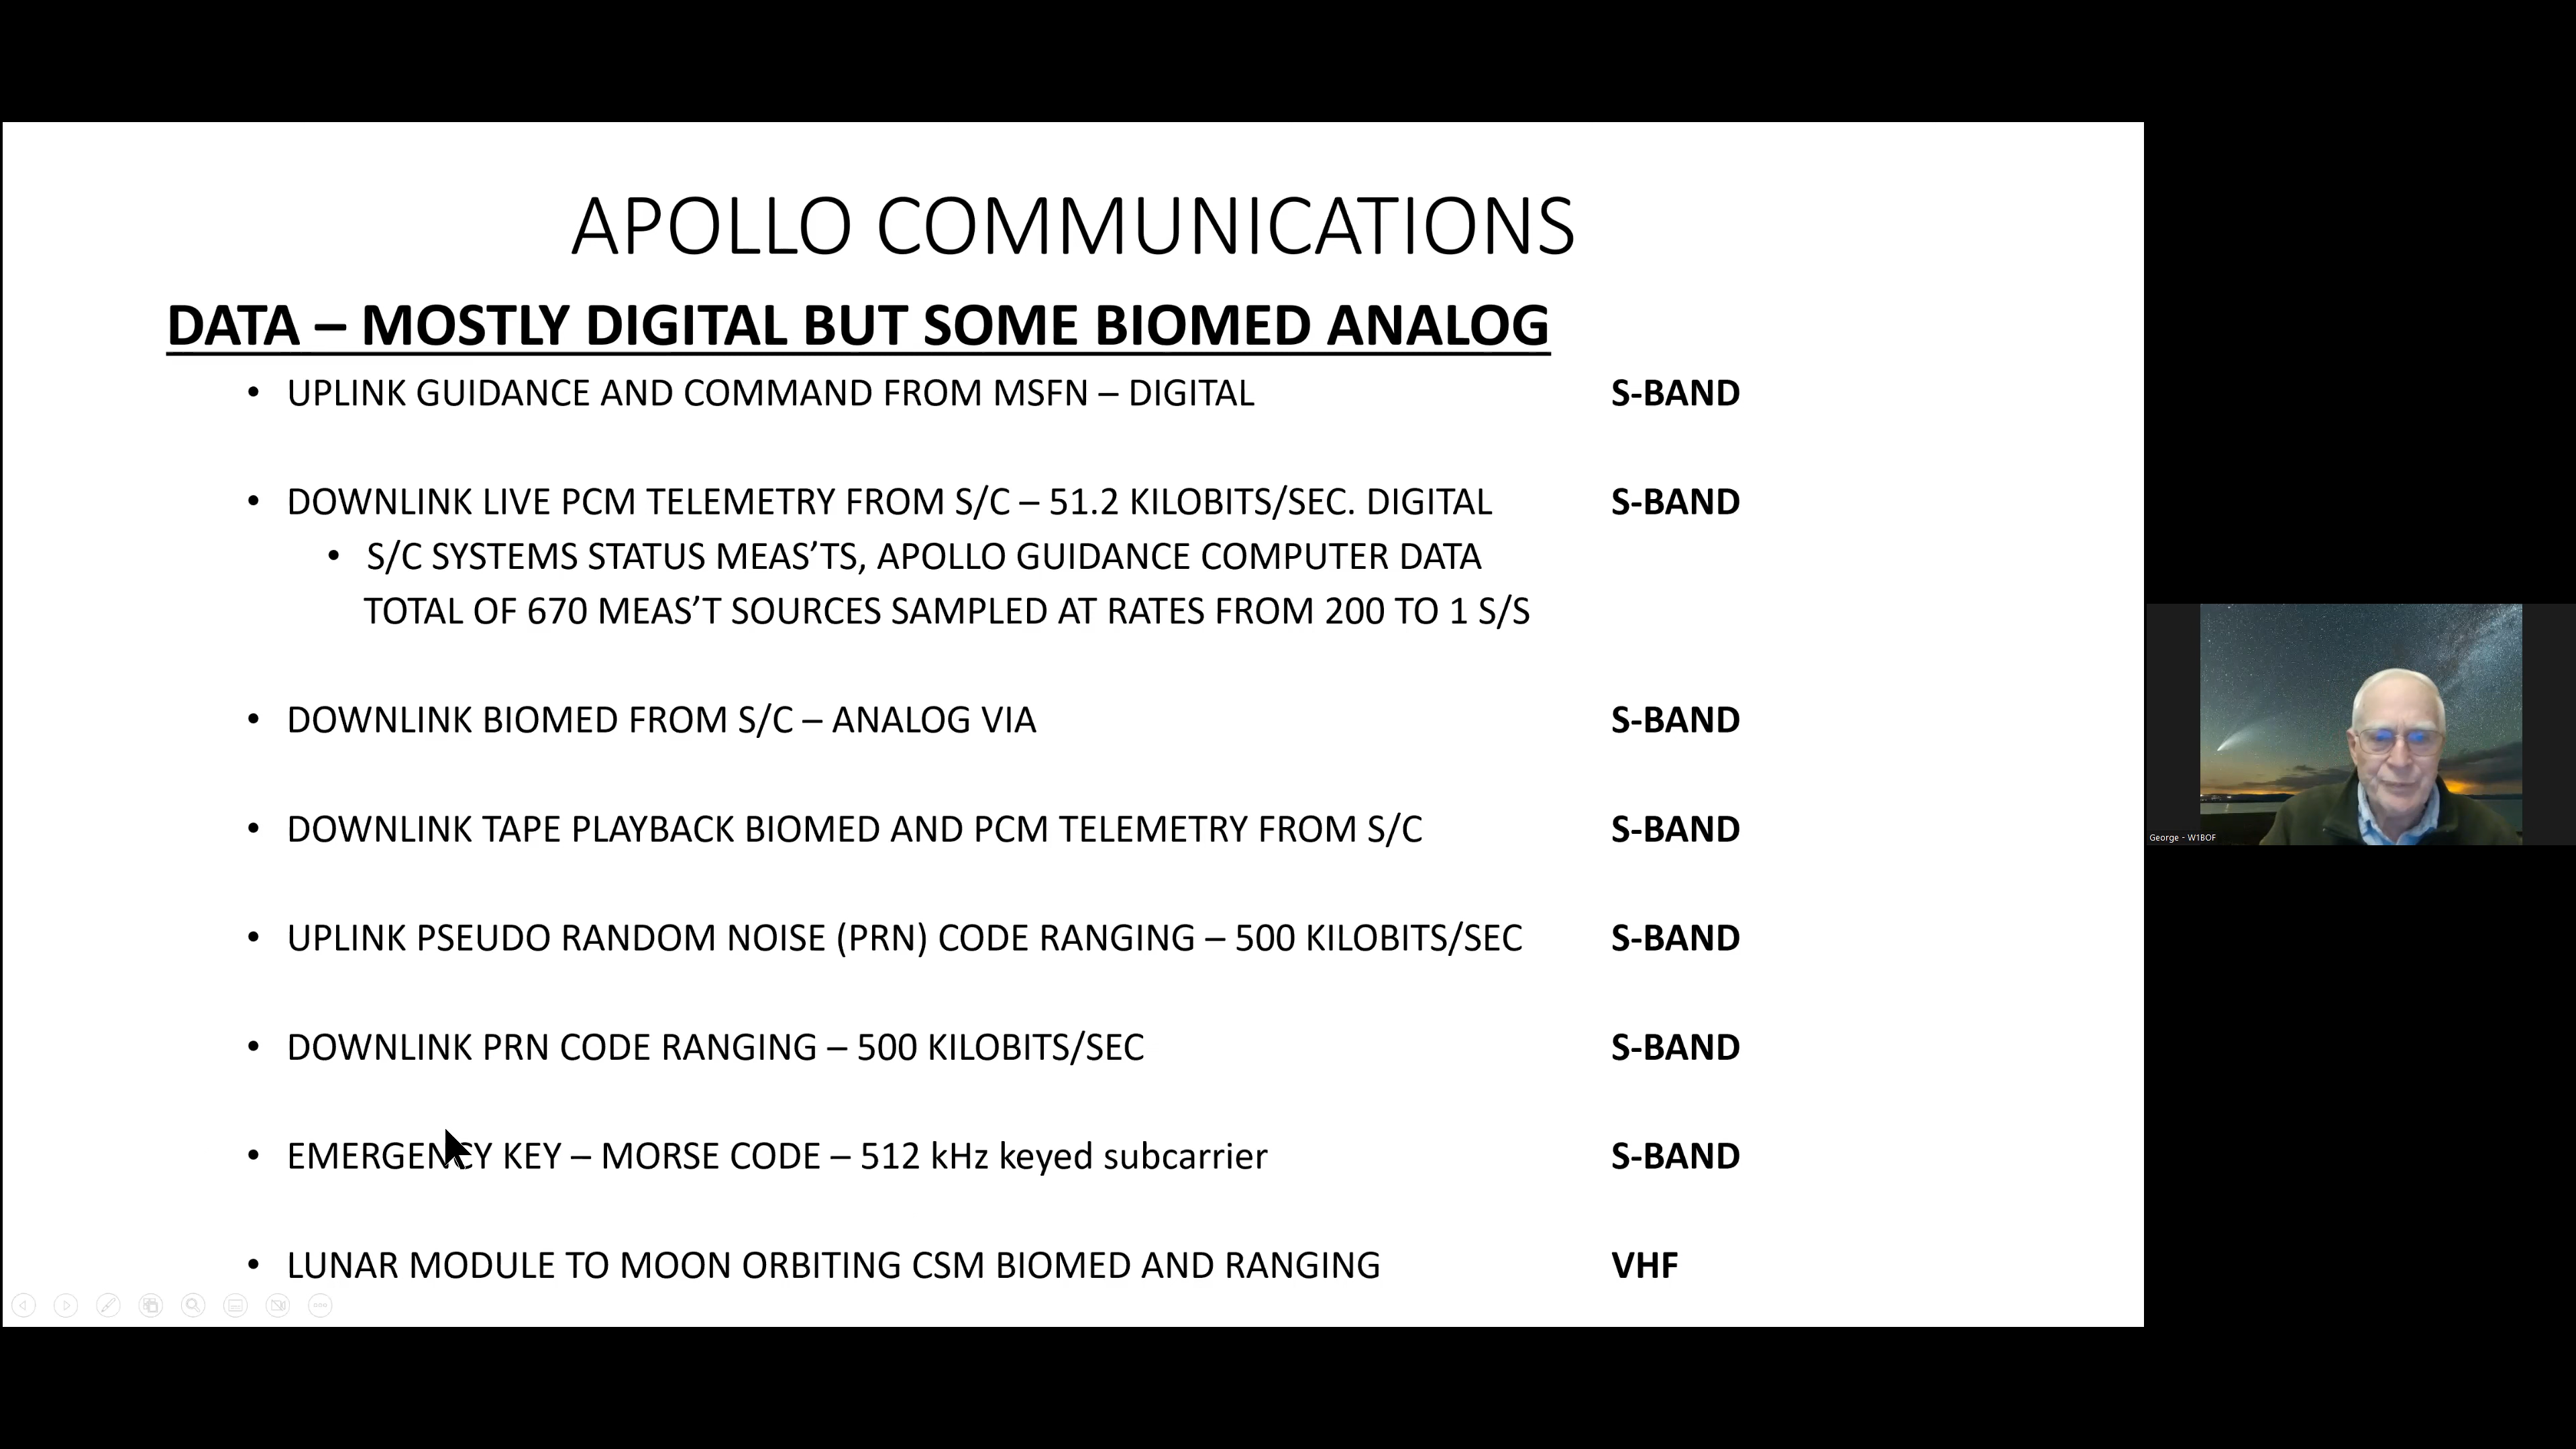 APOLLO COMMUNICATIONS
DATA – MOSTLY DIGITAL BUT SOME BIOMED ANALOG
• UPLINK GUIDANCE AND COMMAND FROM MSFN – DIGITAL S-BAND
• DOWNLINK LIVE PCM TELEMETRY FROM S/C – 51.2 KILOBITS/SEC. DIGITAL S-BAND
• S/C SYSTEMS STATUS MEAS’TS, APOLLO GUIDANCE COMPUTER DATA
TOTAL OF 670 MEAS’T SOURCES SAMPLED AT RATES FROM 200 TO 1 S/S
• DOWNLINK BIOMED FROM S/C – ANALOG VIA S-BAND
• DOWNLINK TAPE PLAYBACK BIOMED AND PCM TELEMETRY FROM S/C S-BAND
• UPLINK PSEUDO RANDOM NOISE (PRN) CODE RANGING – 500 KILOBITS/SEC S-BAND
• DOWNLINK PRN CODE RANGING – 500 KILOBITS/SEC S-BAND
• EMERGENCY KEY – MORSE CODE – 512 kHz keyed subcarrier S-BAND
• LUNAR MODULE TO MOON ORBITING CSM BIOMED AND RANGING VHF
George - W1BOF